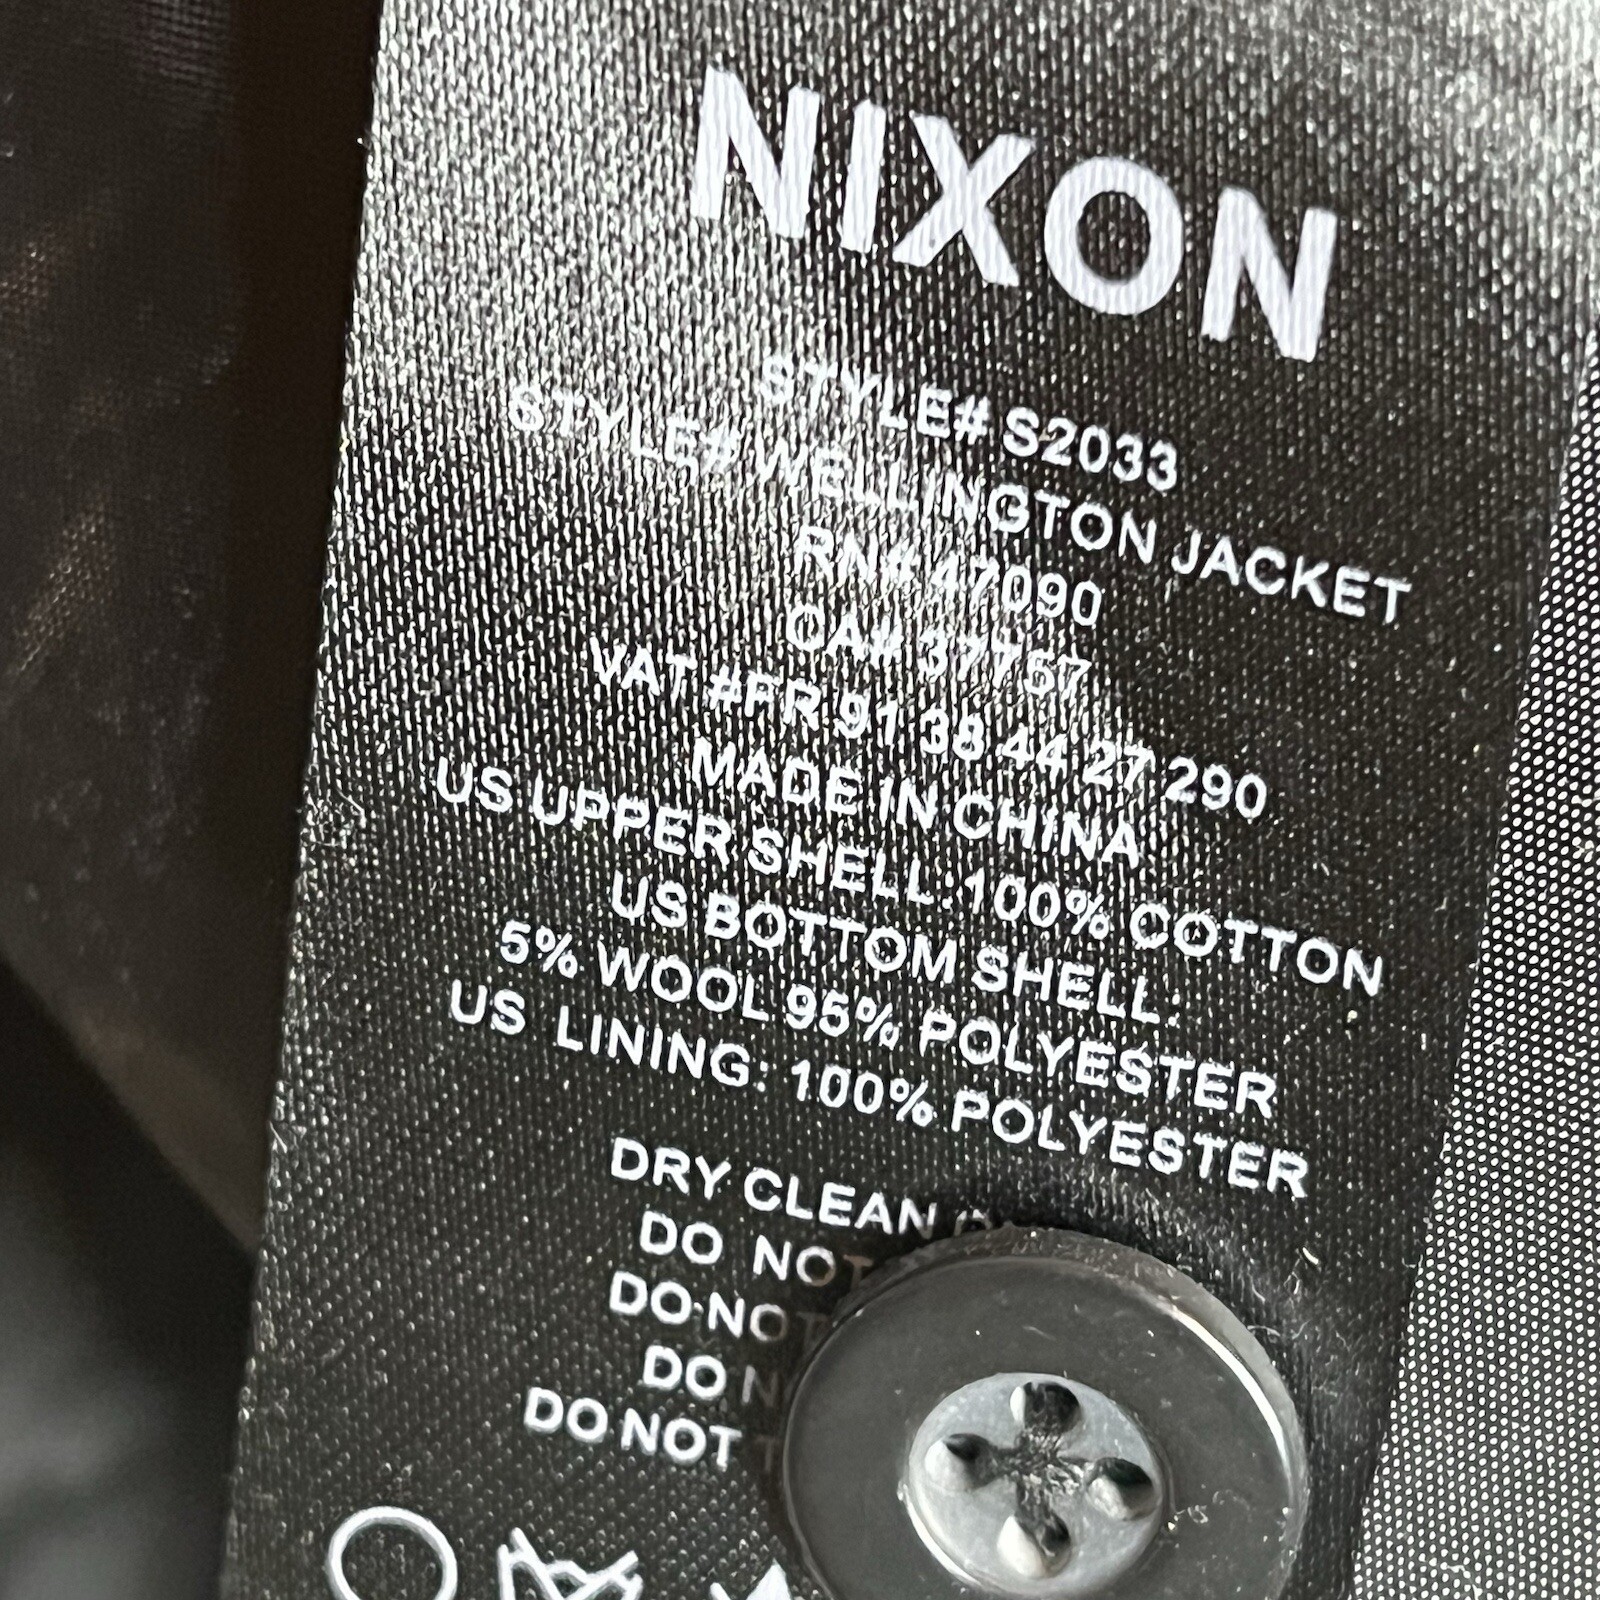 NIXON
STYLE# S2033
STYLE# WELLINGTON JACKET
RN# 47090
CA# 37757
VAT #FR 91 38 44 27 290
MADE IN CHINA
US UPPER SHELL: 100% COTTON
US BOTTOM SHELL:
5% WOOL 95% POLYESTER
US LINING: 100% POLYESTER
DRY CLEAN
DO NOT
DO NOT
DO
DO NOT